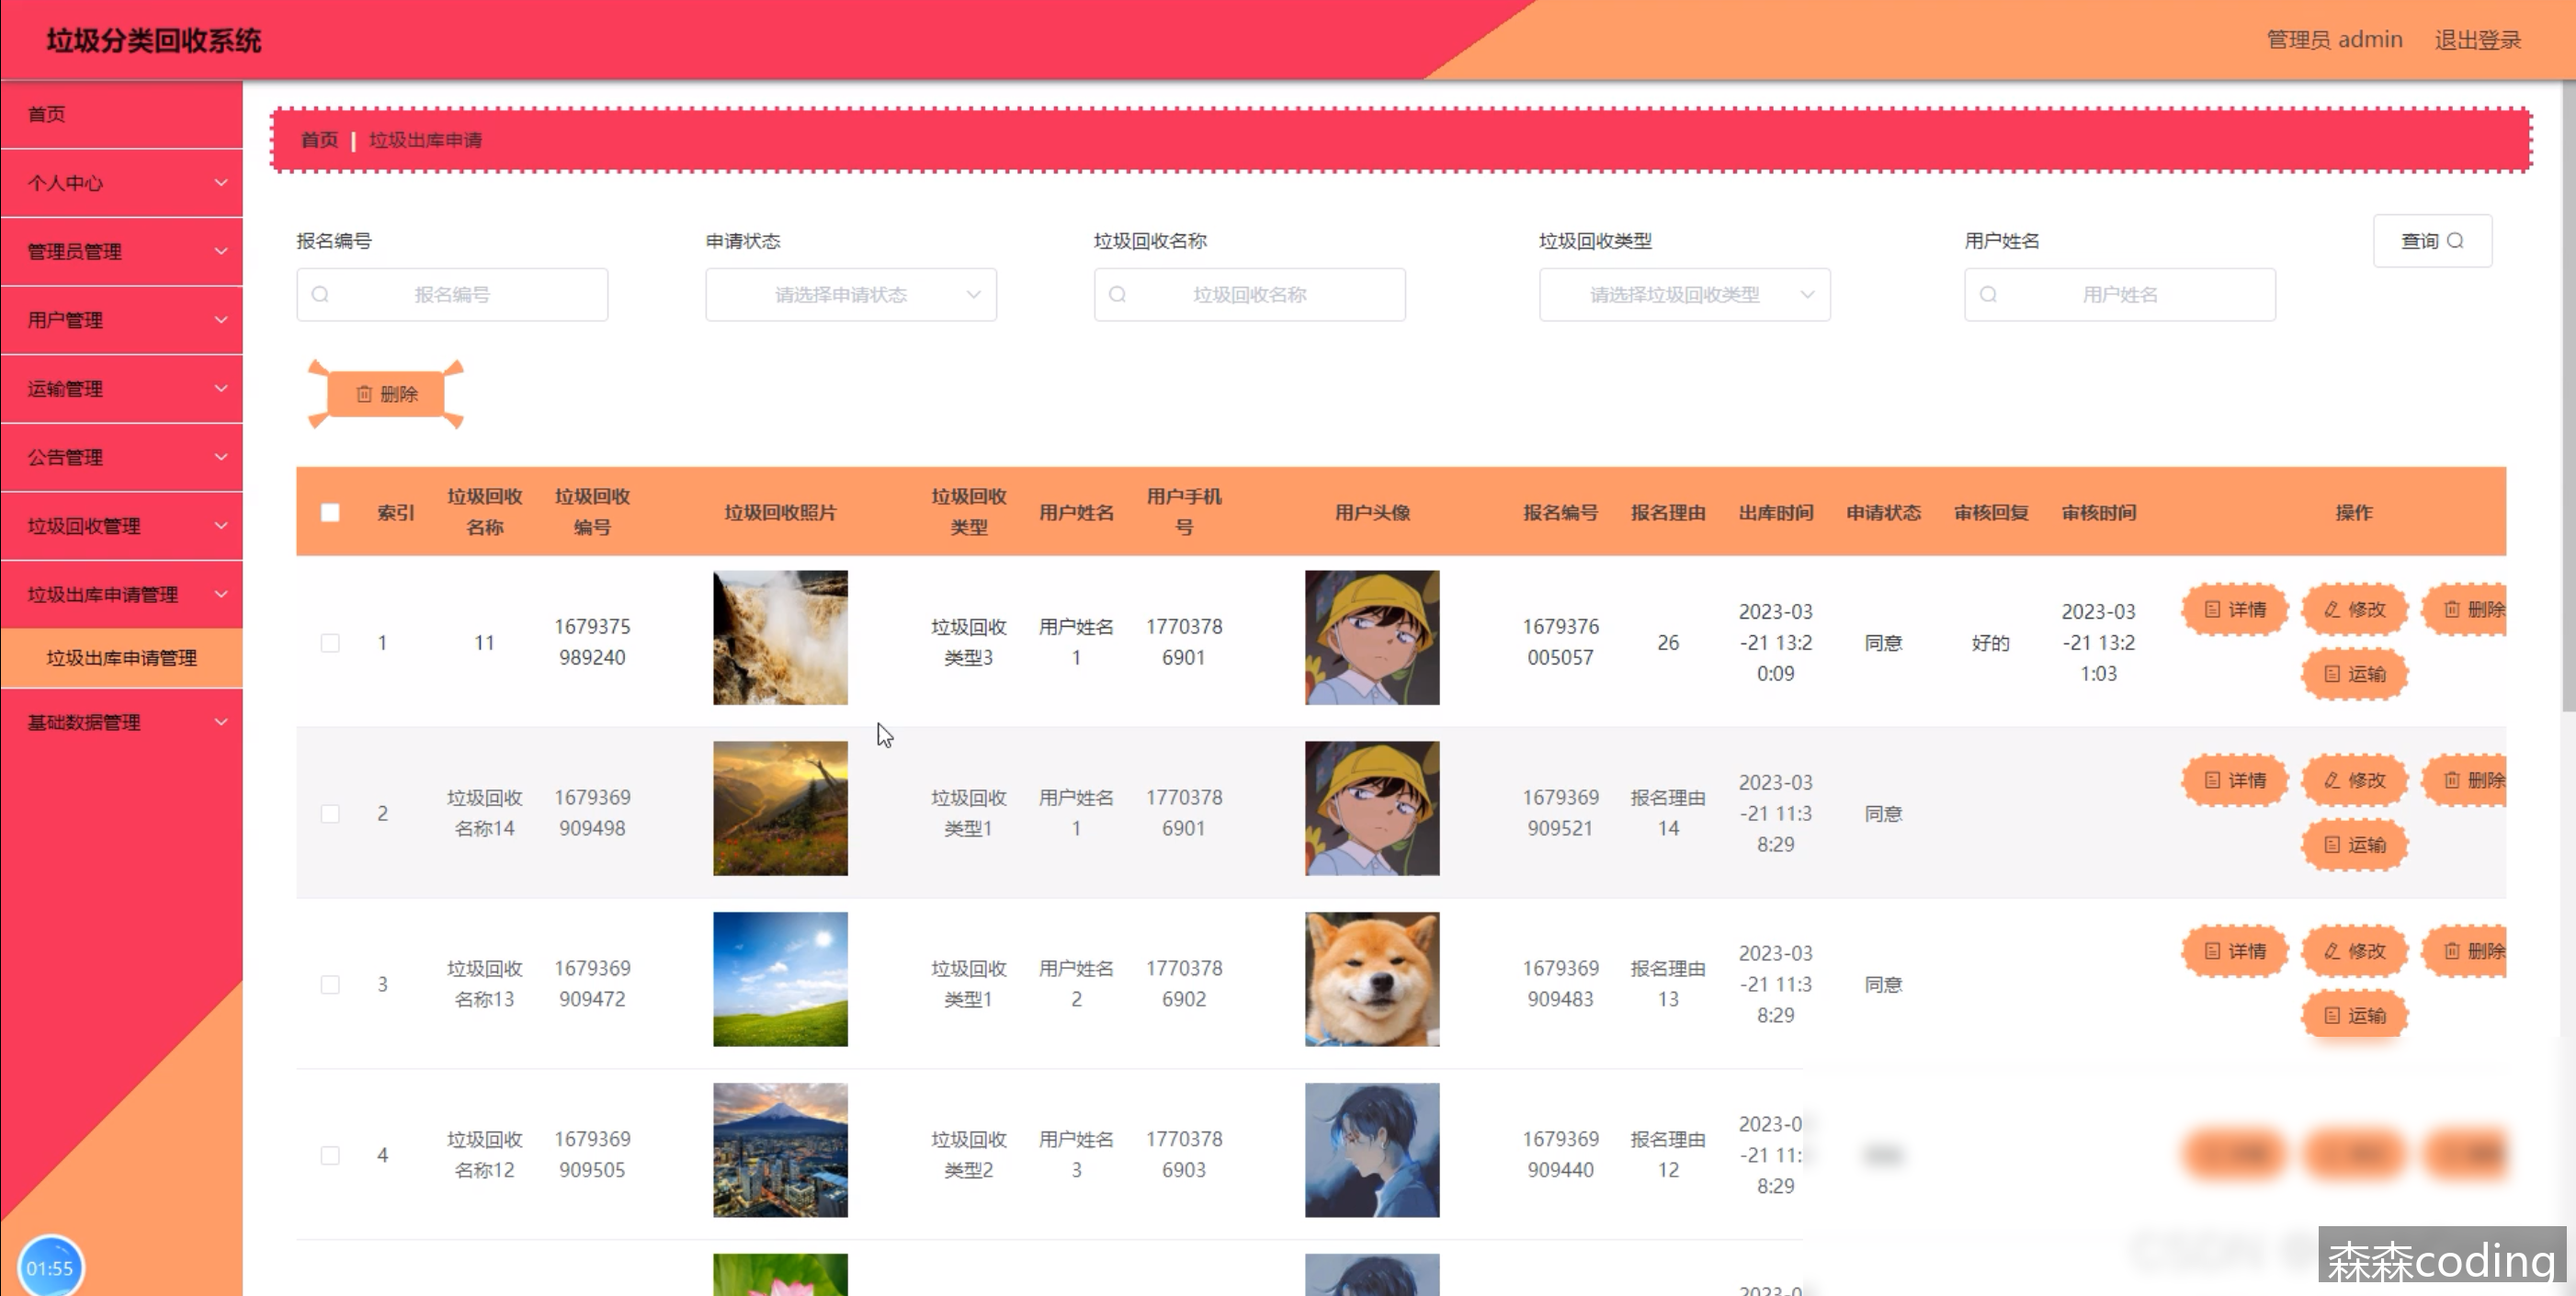 垃圾分类回收系统
管理员 admin 退出登录
首页
个人中心
管理员管理
用户管理
运输管理
公告管理
垃圾回收管理
垃圾出库申请管理
垃圾出库申请管理
基础数据管理
01:55
首页 | 垃圾出库申请
报名编号 申请状态 垃圾回收名称 垃圾回收类型 用户姓名 查询
报名编号 请选择申请状态 垃圾回收名称 请选择垃圾回收类型 用户姓名
删除
索引 垃圾回收名称 垃圾回收编号 垃圾回收照片 垃圾回收类型 用户姓名 用户手机号 用户头像 报名编号 报名理由 出库时间 申请状态 审核回复 审核时间 操作
1 11 1679375989240 垃圾回收类型3 用户姓名1 17703786901 1679376005057 26 2023-03-21 13:20:09 同意 好的 2023-03-21 13:21:03 详情 修改 删除 运输
2 垃圾回收名称14 1679369909498 垃圾回收类型1 用户姓名1 17703786901 1679369909521 报名理由14 2023-03-21 11:38:29 同意 详情 修改 删除 运输
3 垃圾回收名称13 1679369909472 垃圾回收类型1 用户姓名2 17703786902 1679369909483 报名理由13 2023-03-21 11:38:29 同意 详情 修改 删除 运输
4 垃圾回收名称12 1679369909505 垃圾回收类型2 用户姓名3 17703786903 1679369909440 报名理由12 2023-0 -21 11: 8:29
2023-0
森森coding